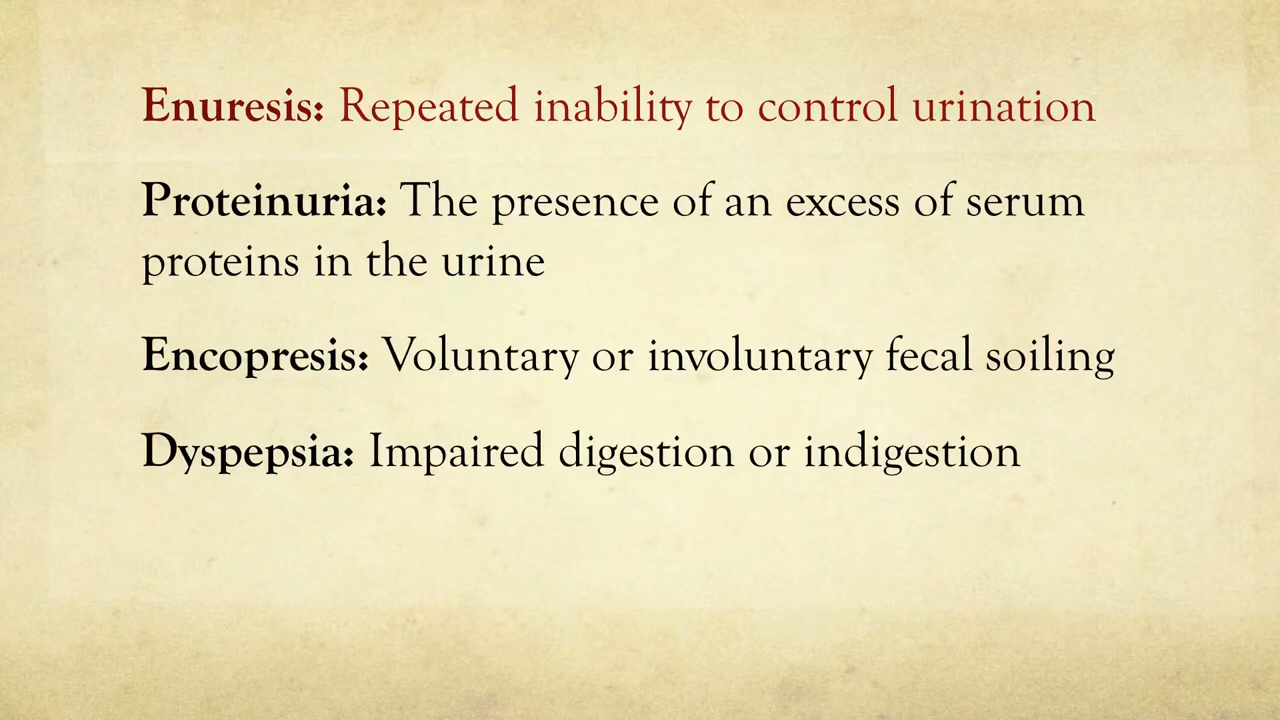 Enuresis: Repeated inability to control urination
Proteinuria: The presence of an excess of serum
proteins in the urine
Encopresis: Voluntary or involuntary fecal soiling
Dyspepsia: Impaired digestion or indigestion